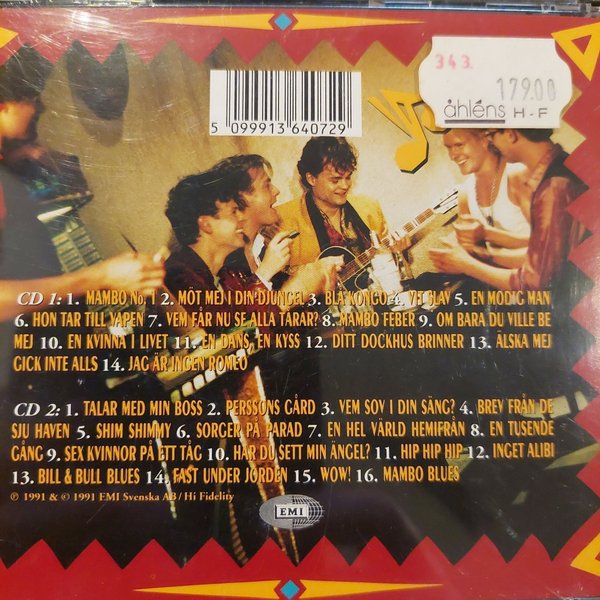 343.
179.00
åhléns H-F
5 099913 640729
CD 1: 1. MAMBO No. 1 2. MÖT MEJ I DIN DJUNGEL 3. BLÅ KONGO 4. VIT SLAV 5. EN MODIG MAN
6. HON TAR TILL VAPEN 7. VEM FÅR NU SE ALLA TÅRAR? 8. MAMBO FEBER 9. OM BARA DU VILLE BE
MEJ 10. EN KVINNA I LIVET 11. EN DANS, EN KYSS 12. DITT DOCKHUS BRINNER 13. ÄLSKA MEJ
GICK INTE ALLS 14. JAG ÄR INGEN ROMEO
CD 2: 1. TALAR MED MIN BOSS 2. PERSSONS GÅRD 3. VEM SOV I DIN SÄNG? 4. BREV FRÅN DE
SJU HAVEN 5. SHIM SHIMMY 6. SORGER PÅ PARAD 7. EN HEL VÄRLD HEMIFRÅN 8. EN TUSENDE
GÅNG 9. SEX KVINNOR PÅ ETT TÅG 10. HAR DU SETT MIN ÄNGEL? 11. HIP HIP HIP 12. INGET ALIBI
13. BILL & BULL BLUES 14. FAST UNDER JORDEN 15. WOW! 16. MAMBO BLUES
℗ 1991 & © 1991 EMI Svenska AB / Hi Fidelity
EMI